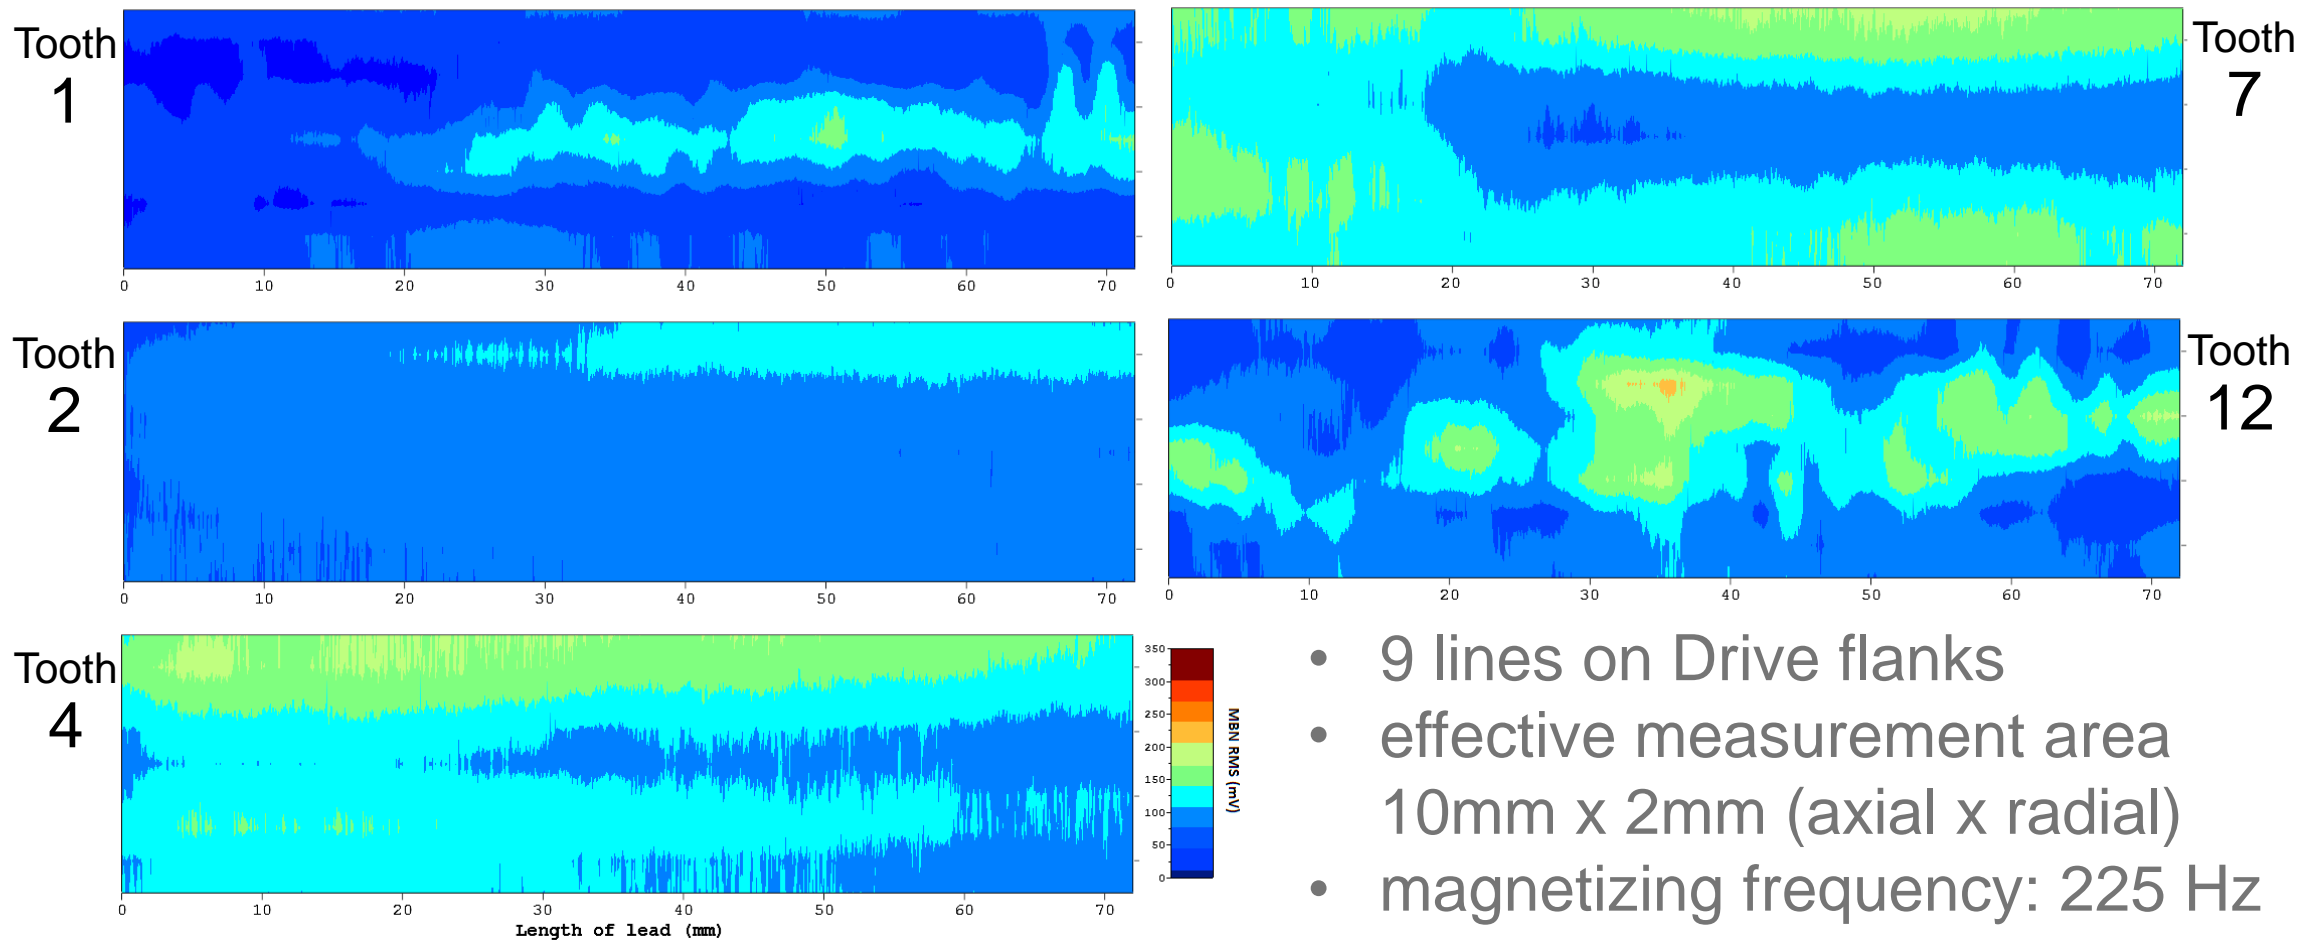 Tooth
1
0 10 20 30 40 50 60 70
Tooth
7
0 10 20 30 40 50 60 70
Tooth
2
0 10 20 30 40 50 60 70
Tooth
12
0 10 20 30 40 50 60 70
Tooth
4
0 10 20 30 40 50 60 70
Length of lead (mm)
350
300
250
200
150
100
50
0
MBN RMS (mV)
• 9 lines on Drive flanks
• effective measurement area
10mm x 2mm (axial x radial)
• magnetizing frequency: 225 Hz